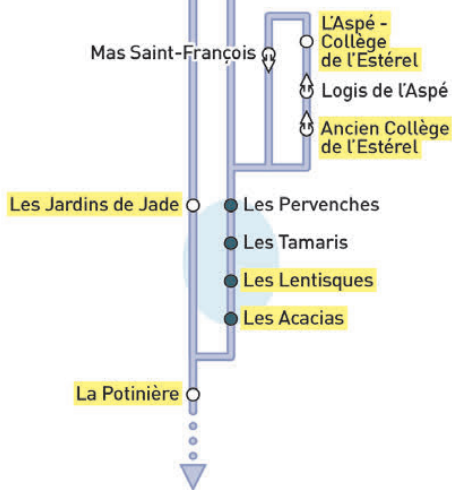 L'Aspé -
Collège
de l'Estérel
Mas Saint-François
Logis de l'Aspé
Ancien Collège
de l'Estérel
Les Jardins de Jade
Les Pervenches
Les Tamaris
Les Lentisques
Les Acacias
La Potinière